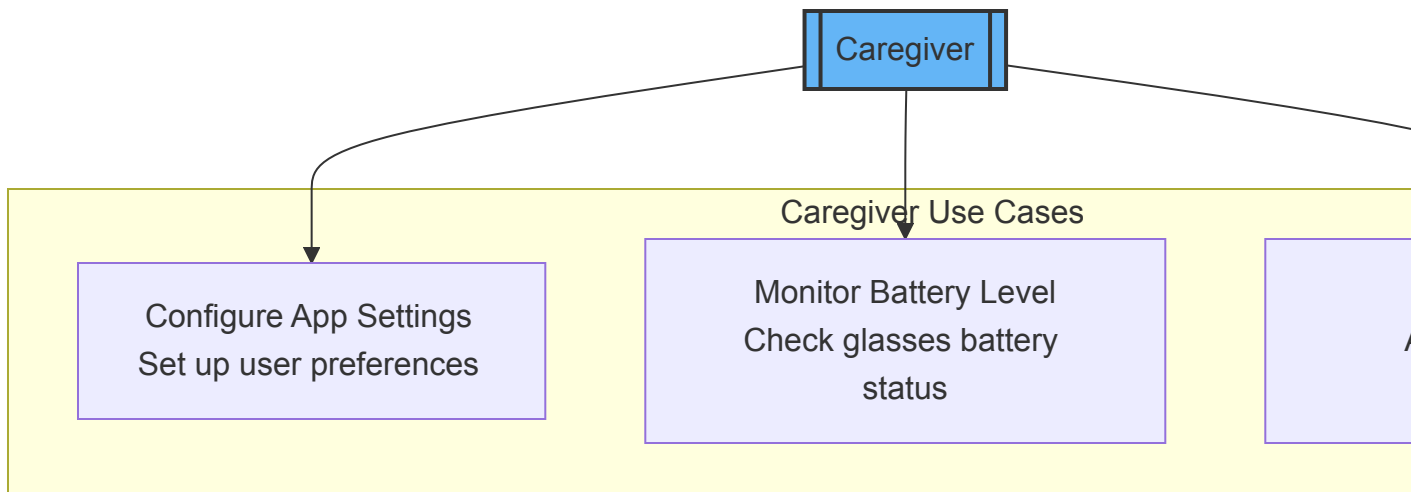 Caregiver
Caregiver Use Cases
Configure App Settings
Set up user preferences
Monitor Battery Level
Check glasses battery
status